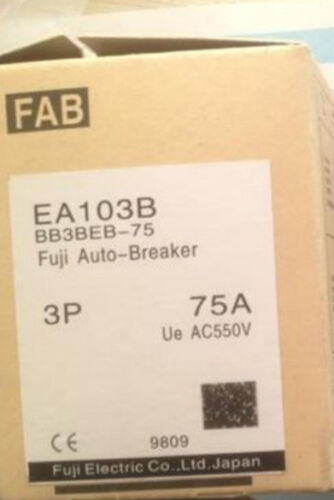 FAB
EA103B
BB3BEB-75
Fuji Auto-Breaker
3P 75A
Ue AC550V
CE 9809
Fuji Electric Co.,Ltd.Japan